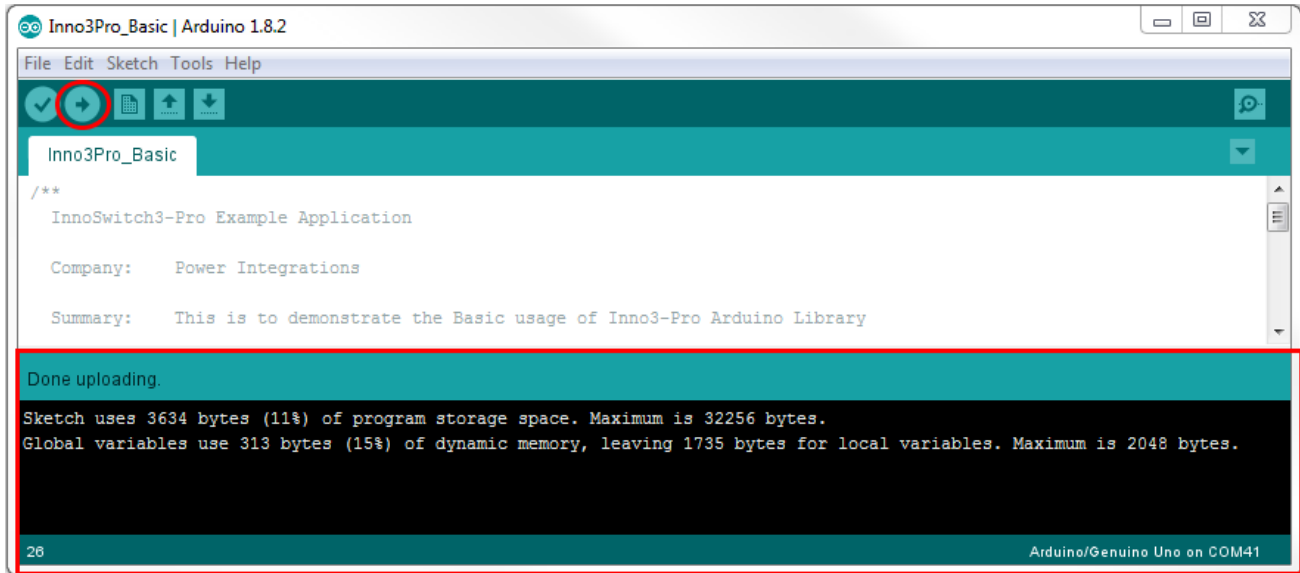 Inno3Pro_Basic | Arduino 1.8.2
File Edit Sketch Tools Help
Inno3Pro_Basic
/**
InnoSwitch3-Pro Example Application
Company: Power Integrations
Summary: This is to demonstrate the Basic usage of Inno3-Pro Arduino Library
Done uploading.
Sketch uses 3634 bytes (11%) of program storage space. Maximum is 32256 bytes.
Global variables use 313 bytes (15%) of dynamic memory, leaving 1735 bytes for local variables. Maximum is 2048 bytes.
26 Arduino/Genuino Uno on COM41